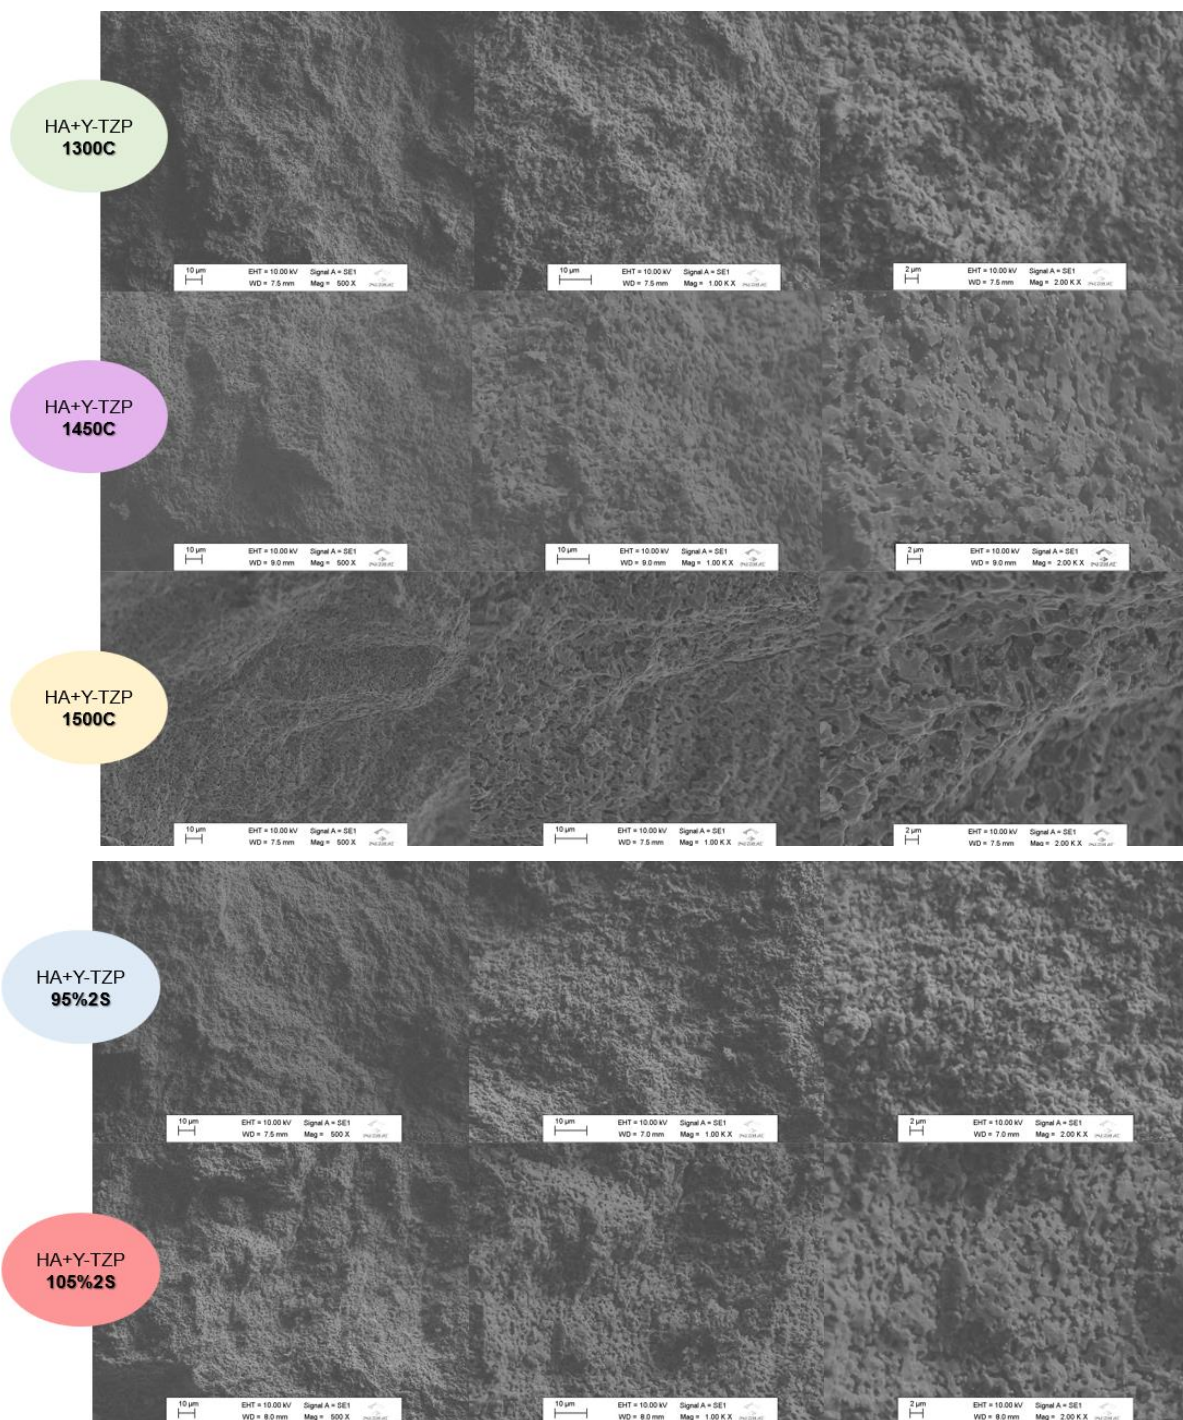 HA+Y-TZP
1300C
10 µm EHT = 10.00 kV Signal A = SE1
WD = 7.5 mm Mag = 500 X
10 µm EHT = 10.00 kV Signal A = SE1
WD = 7.5 mm Mag = 1.00 K X
2 µm EHT = 10.00 kV Signal A = SE1
WD = 7.5 mm Mag = 2.00 K X
HA+Y-TZP
1450C
10 µm EHT = 10.00 kV Signal A = SE1
WD = 9.0 mm Mag = 500 X
10 µm EHT = 10.00 kV Signal A = SE1
WD = 9.0 mm Mag = 1.00 K X
2 µm EHT = 10.00 kV Signal A = SE1
WD = 9.0 mm Mag = 2.00 K X
HA+Y-TZP
1500C
10 µm EHT = 10.00 kV Signal A = SE1
WD = 7.5 mm Mag = 500 X
10 µm EHT = 10.00 kV Signal A = SE1
WD = 7.5 mm Mag = 1.00 K X
2 µm EHT = 10.00 kV Signal A = SE1
WD = 7.5 mm Mag = 2.00 K X
HA+Y-TZP
95%2S
10 µm EHT = 10.00 kV Signal A = SE1
WD = 7.5 mm Mag = 500 X
10 µm EHT = 10.00 kV Signal A = SE1
WD = 7.0 mm Mag = 1.00 K X
2 µm EHT = 10.00 kV Signal A = SE1
WD = 7.0 mm Mag = 2.00 K X
HA+Y-TZP
105%2S
10 µm EHT = 10.00 kV Signal A = SE1
WD = 8.0 mm Mag = 500 X
10 µm EHT = 10.00 kV Signal A = SE1
WD = 8.0 mm Mag = 1.00 K X
2 µm EHT = 10.00 kV Signal A = SE1
WD = 8.0 mm Mag = 2.00 K X